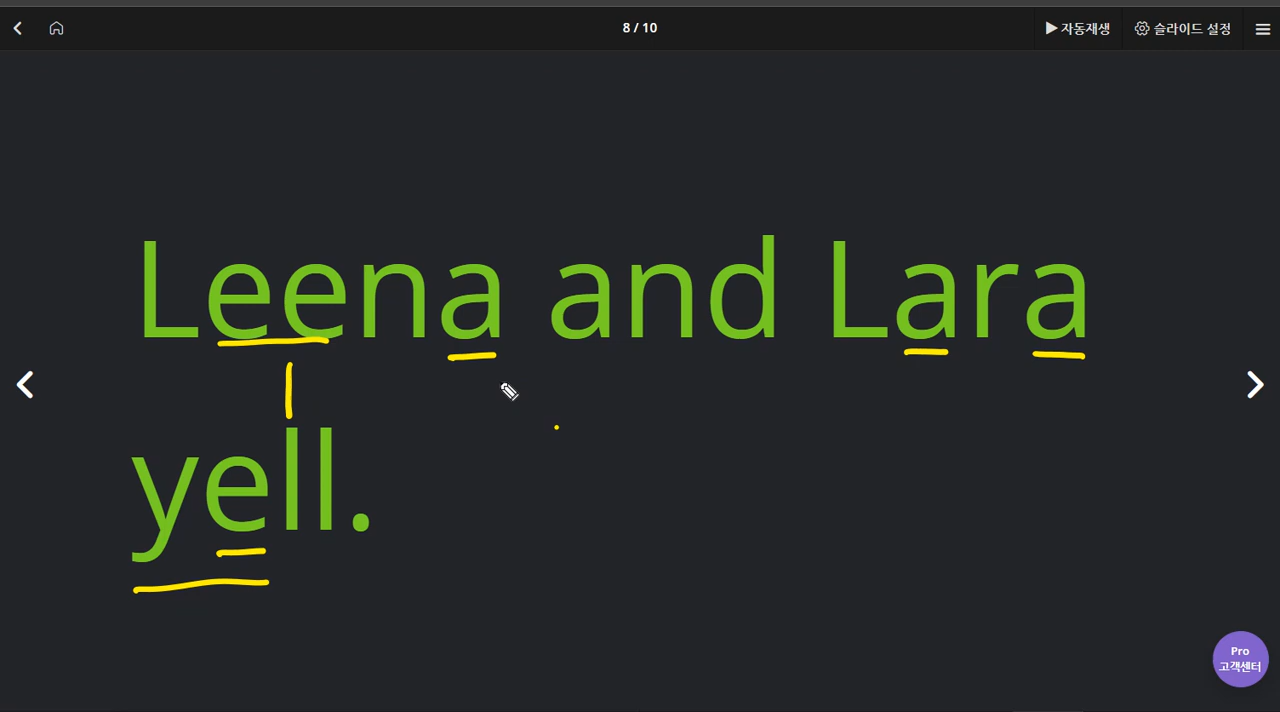 8 / 10
자동재생
슬라이드 설정
Leena and Lara
yell.
Pro
고객센터